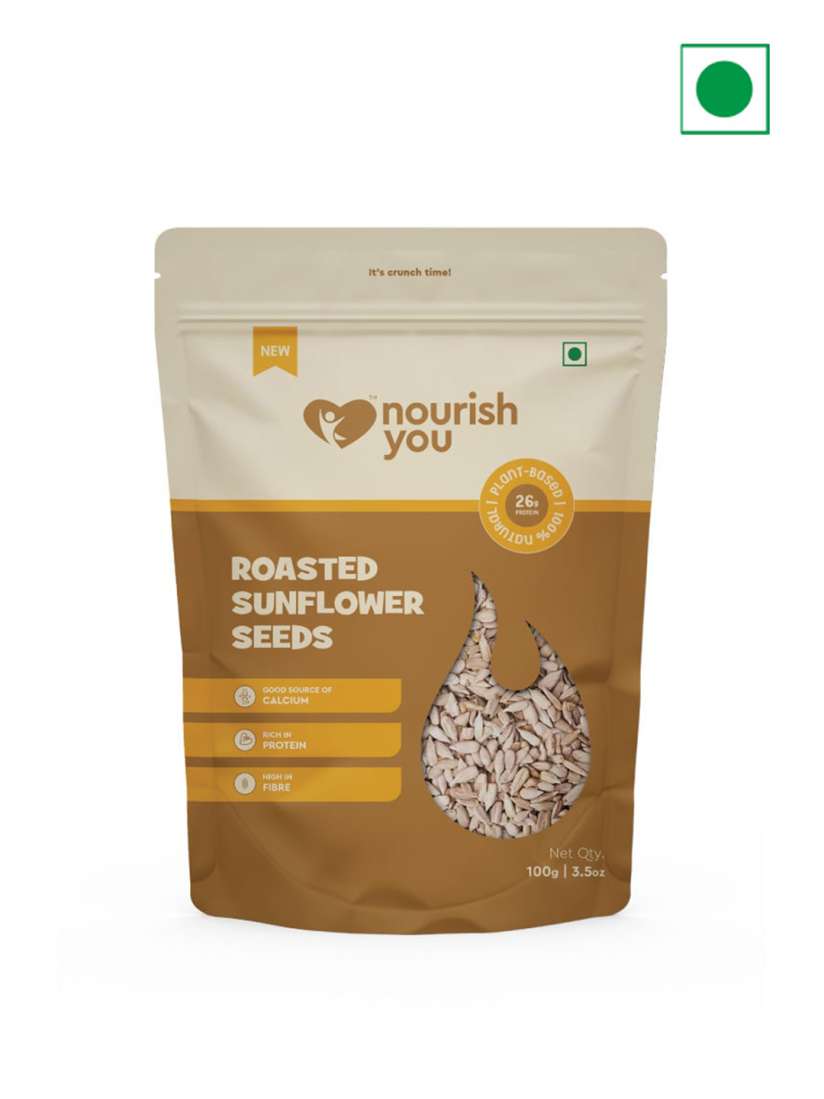 It's crunch time!
NEW
nourish
you
TM
PLANT-BASED | 100% NATURAL |
26g
PROTEIN
ROASTED
SUNFLOWER
SEEDS
GOOD SOURCE OF
CALCIUM
RICH IN
PROTEIN
HIGH IN
FIBRE
Net Qty.
100g | 3.5oz